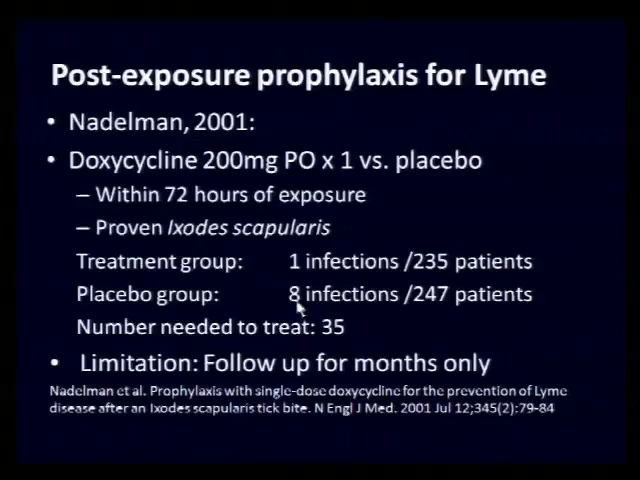 Post-exposure prophylaxis for Lyme
• Nadelman, 2001:
• Doxycycline 200mg PO x 1 vs. placebo
– Within 72 hours of exposure
– Proven Ixodes scapularis
Treatment group: 1 infections /235 patients
Placebo group: 8 infections /247 patients
Number needed to treat: 35
• Limitation: Follow up for months only
Nadelman et al. Prophylaxis with single-dose doxycycline for the prevention of Lyme
disease after an Ixodes scapularis tick bite. N Engl J Med. 2001 Jul 12;345(2):79-84